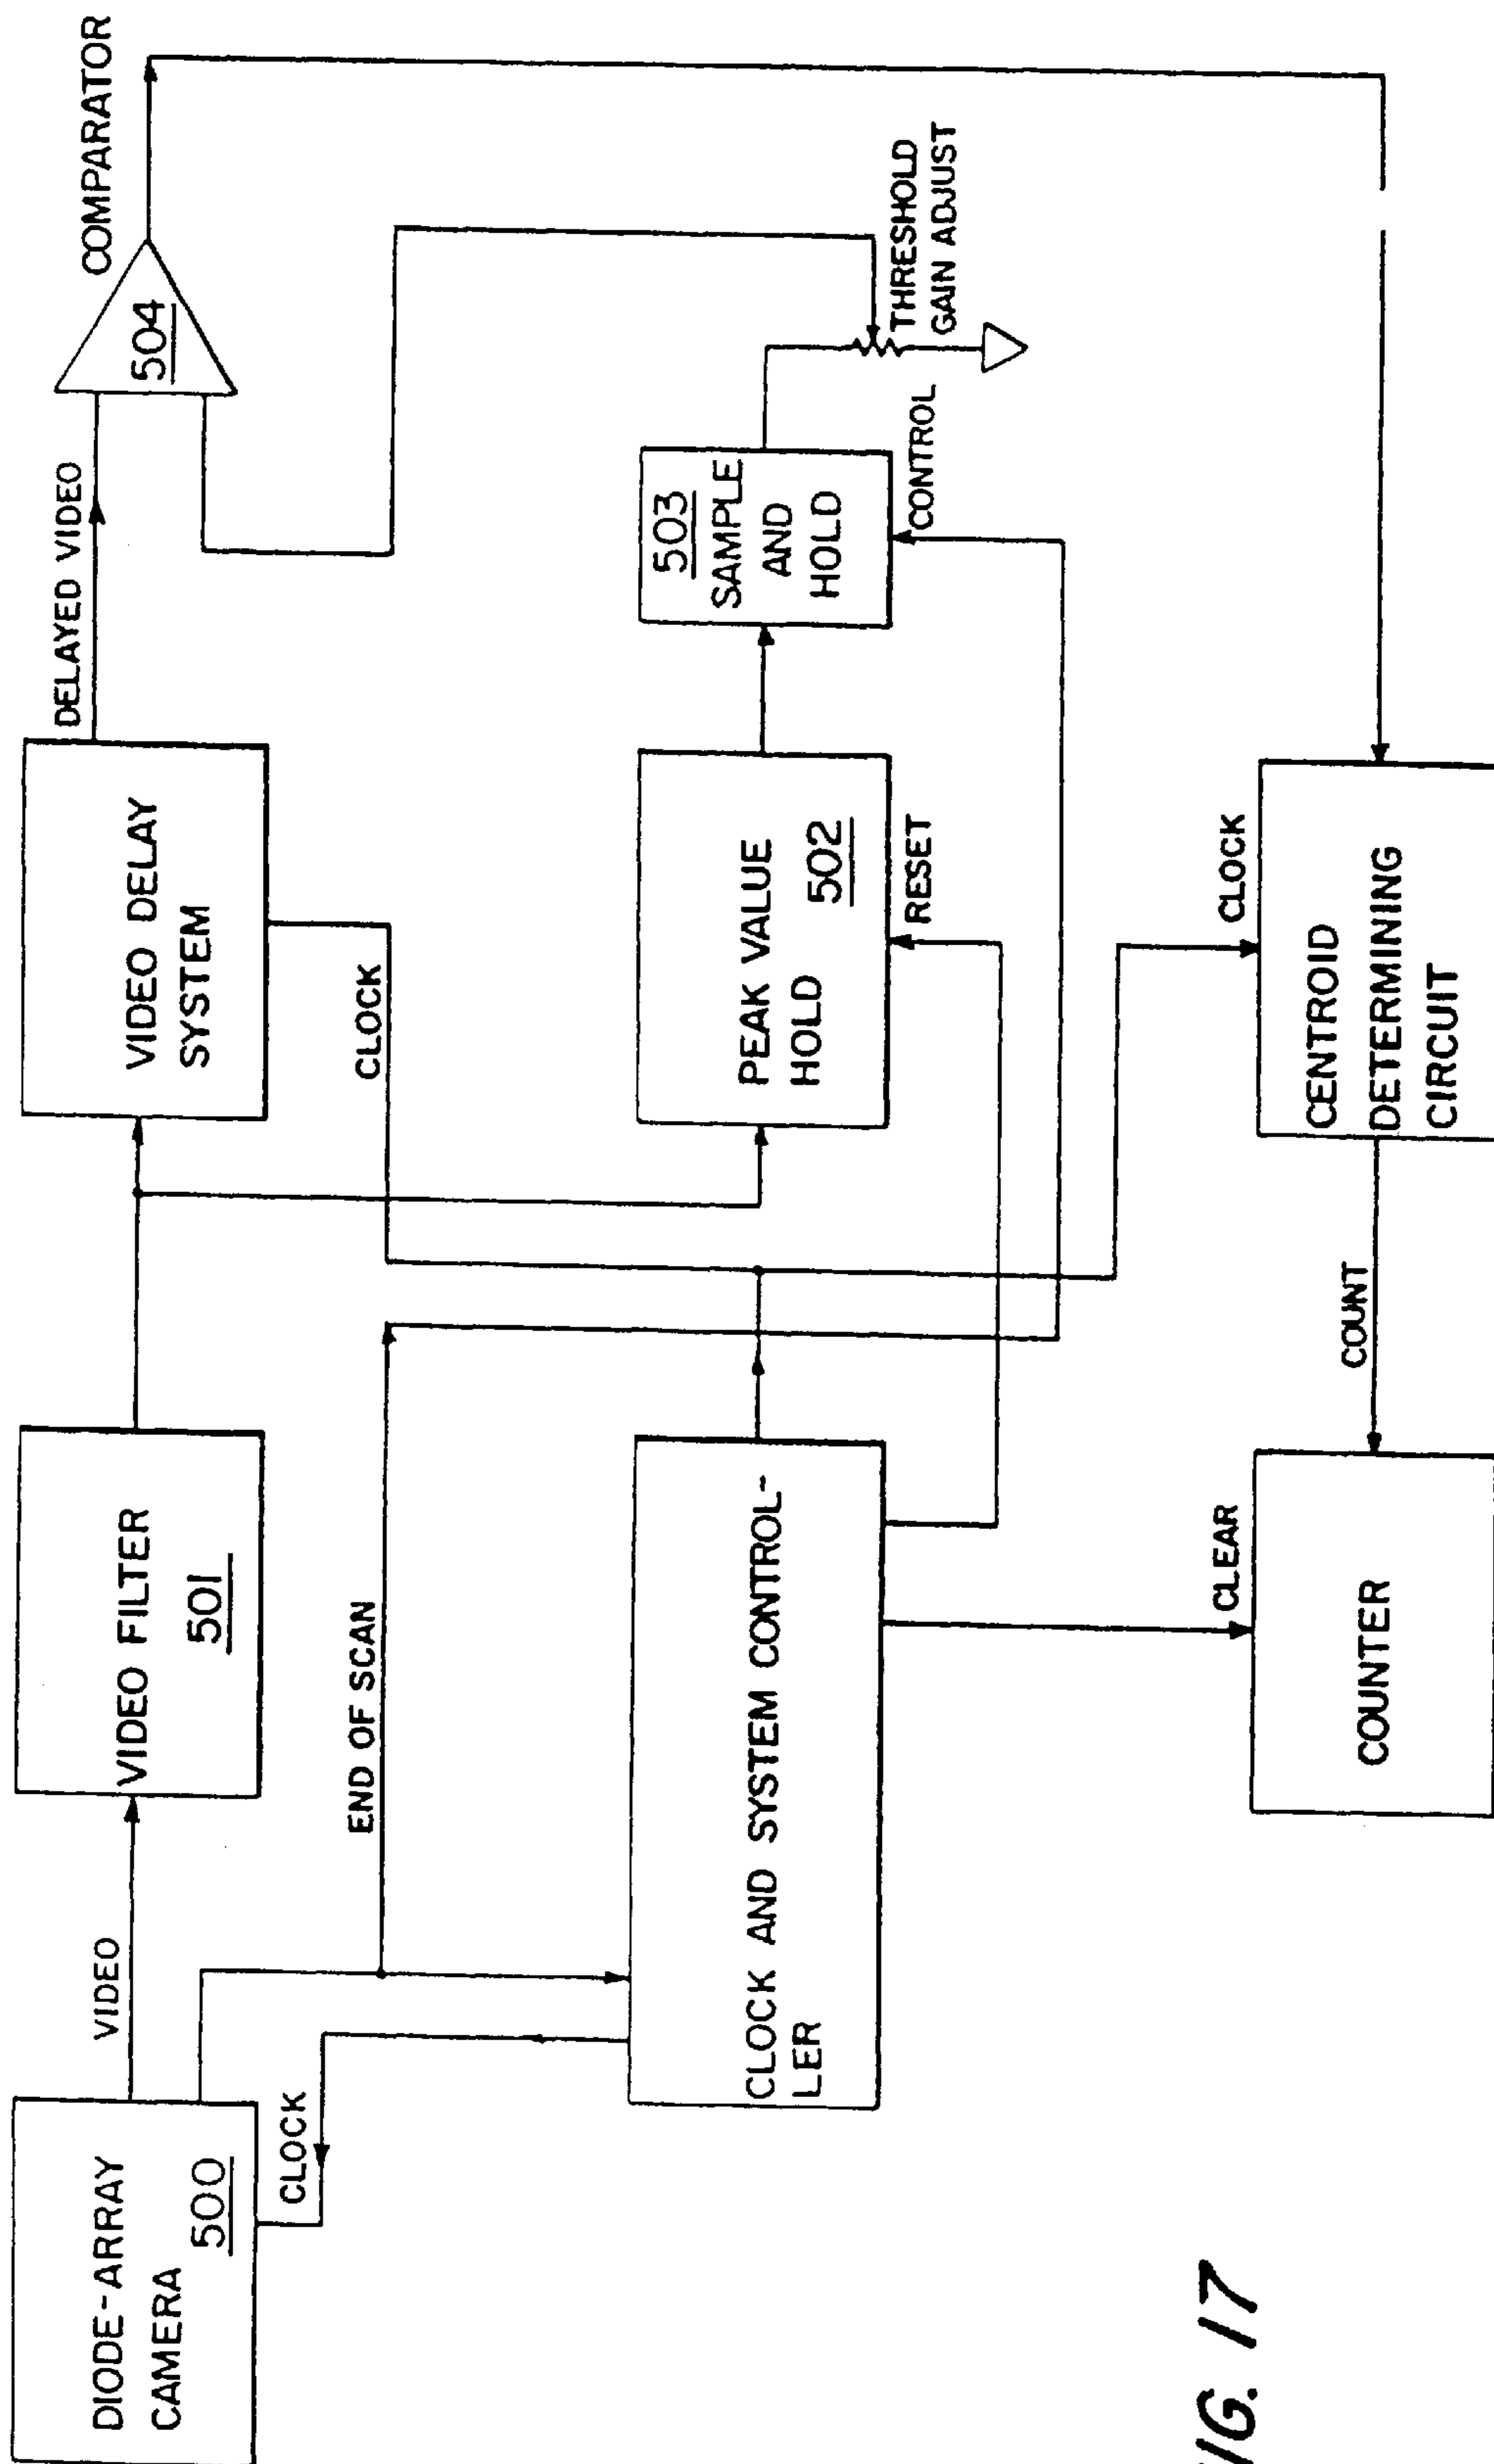 DIODE-ARRAY
CAMERA
500
VIDEO
VIDEO FILTER
501
VIDEO DELAY
SYSTEM
DELAYED VIDEO
504
COMPARATOR
CLOCK
END OF SCAN
CLOCK
CLOCK AND SYSTEM CONTROL-
LER
PEAK VALUE
HOLD 502
RESET
503
SAMPLE
AND
HOLD
CONTROL
THRESHOLD
GAIN ADJUST
CLEAR
COUNTER
COUNT
CLOCK
CENTROID
DETERMINING
CIRCUIT
IG. 17